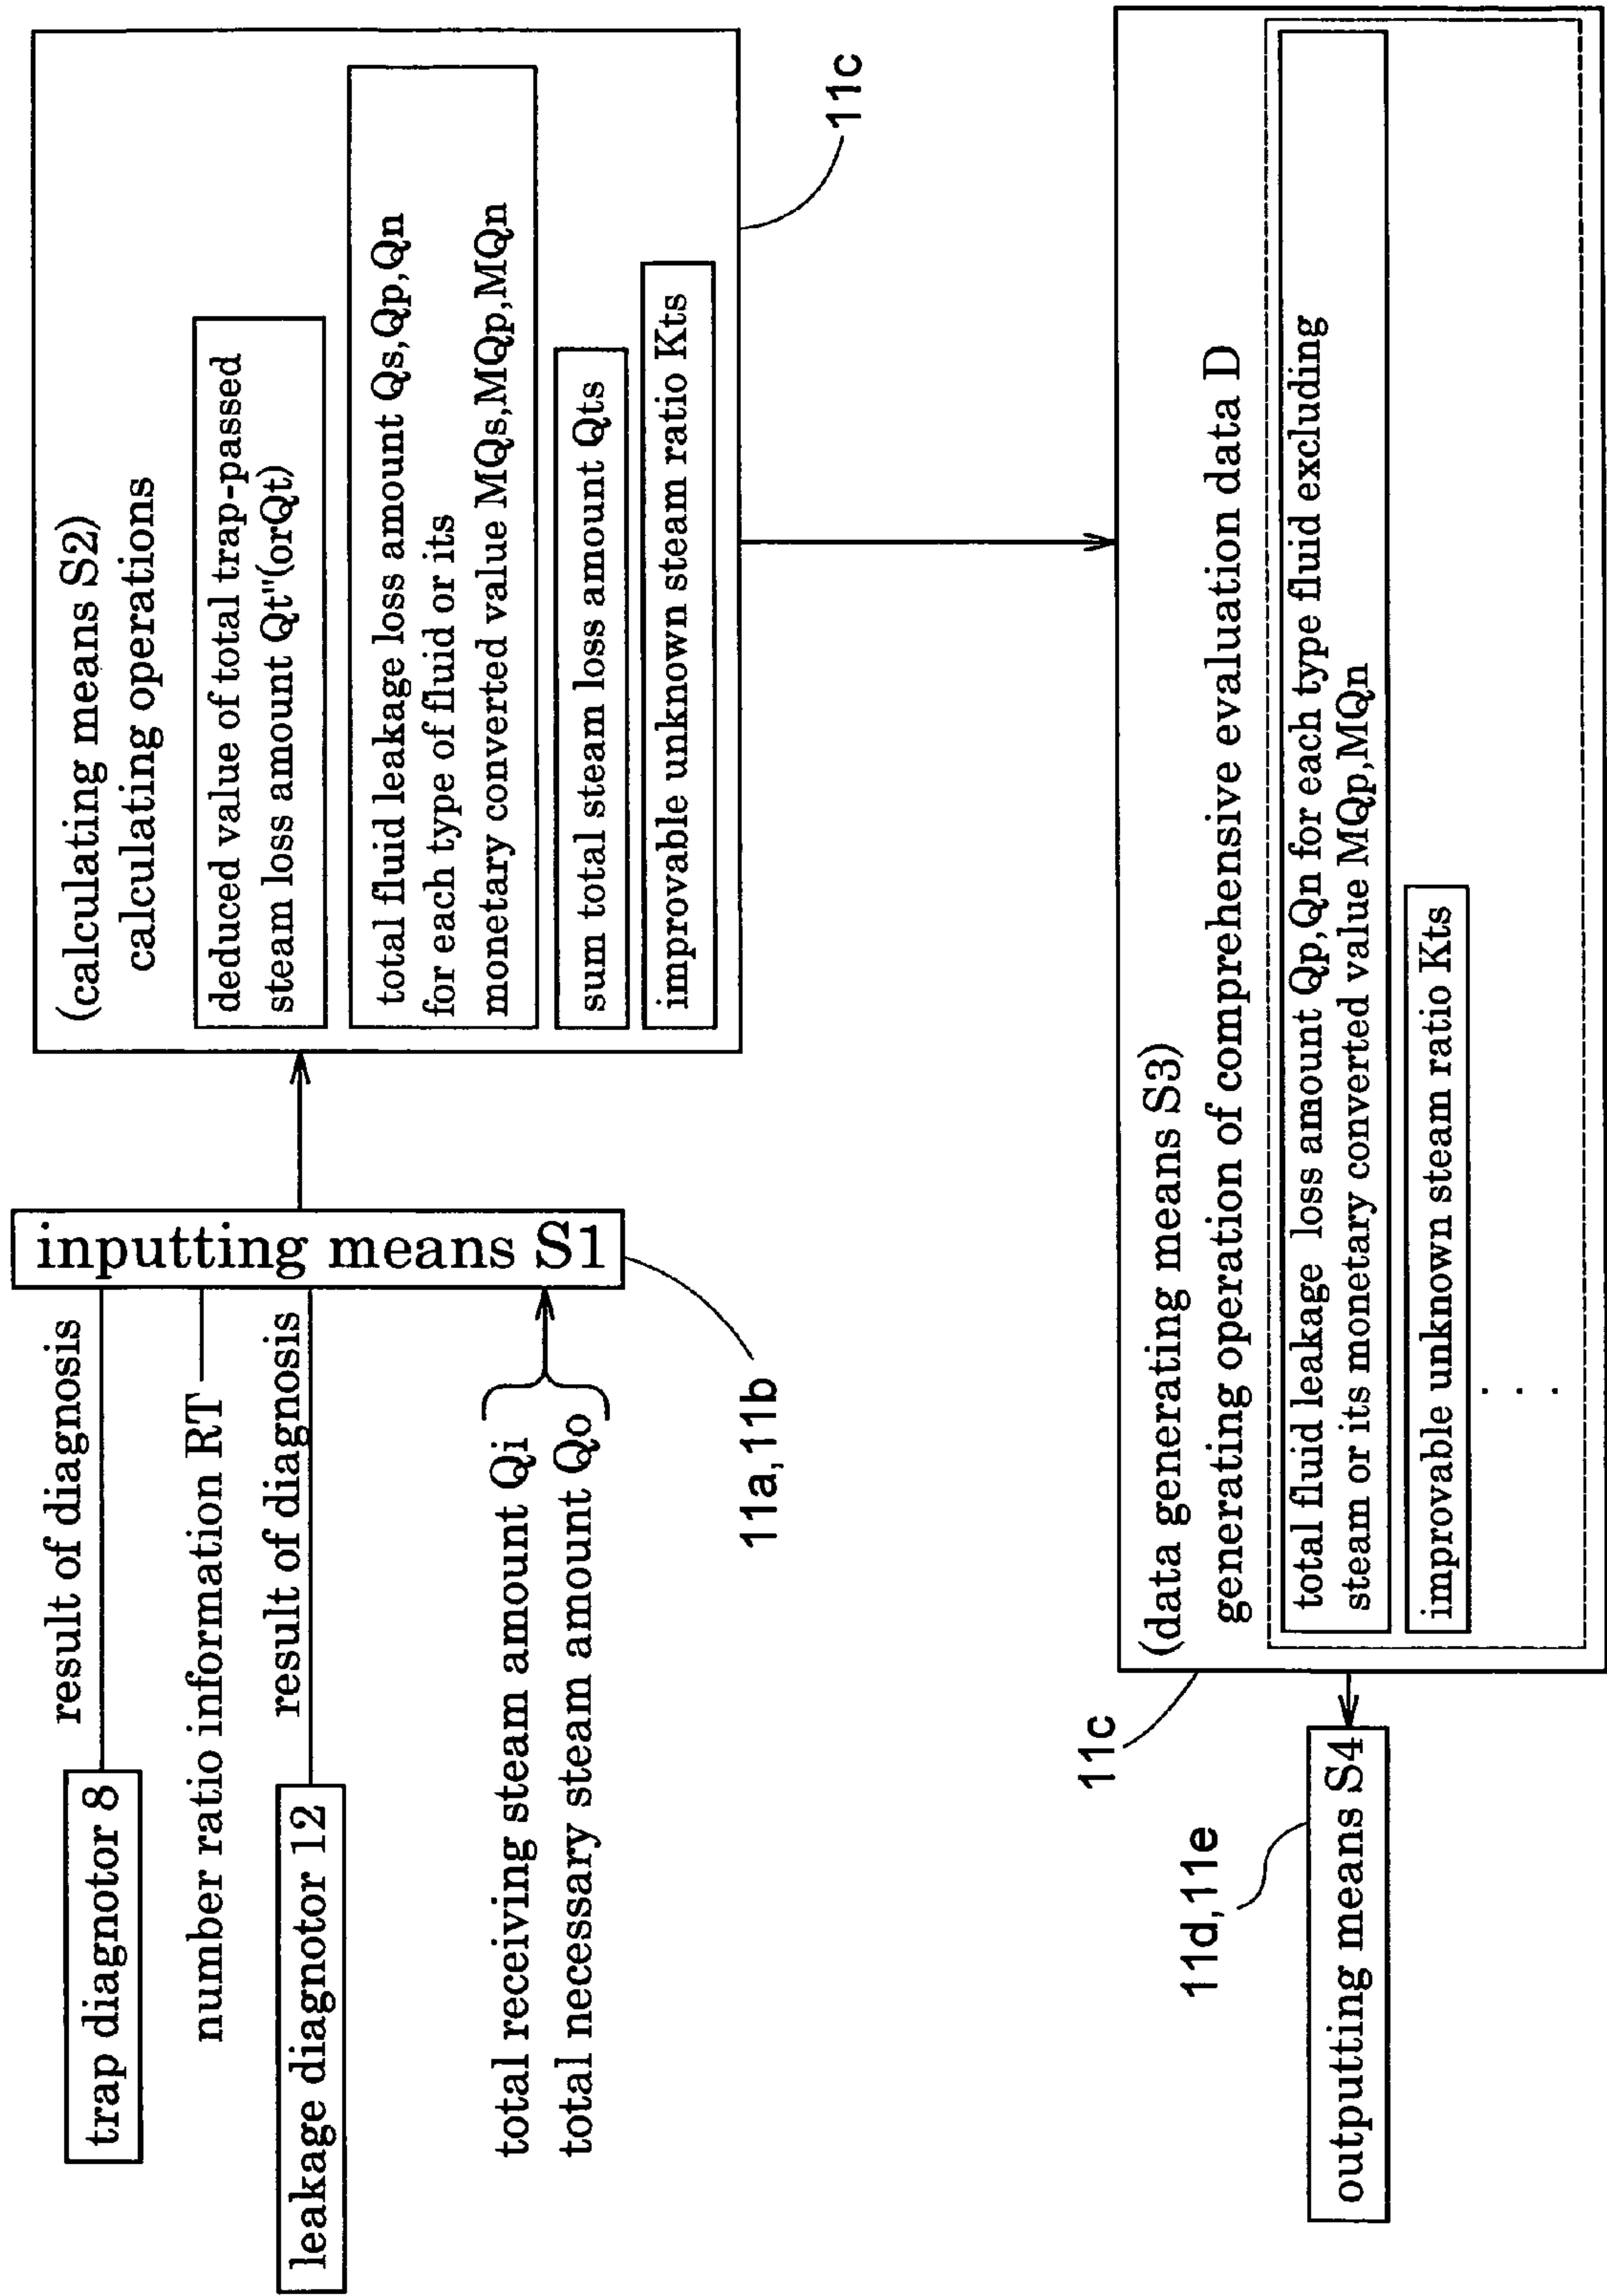 trap diagnotor 8
result of diagnosis
number ratio information RT
leakage diagnotor 12
result of diagnosis
total receiving steam amount Qi
total necessary steam amount Qo
inputting means S1
11a,11b
(calculating means S2)
calculating operations
deduced value of total trap-passed
steam loss amount Qt"(orQt)
total fluid leakage loss amount Qs,Qp,Qn
for each type of fluid or its
monetary converted value MQs,MQp,MQn
sum total steam loss amount Qts
improvable unknown steam ratio Kts
11c
(data generating means S3)
generating operation of comprehensive evaluation data D
total fluid leakage loss amount Qp,Qn for each type fluid excluding
steam or its monetary converted value MQp,MQn
improvable unknown steam ratio Kts
. . .
11c
outputting means S4
11d,11e